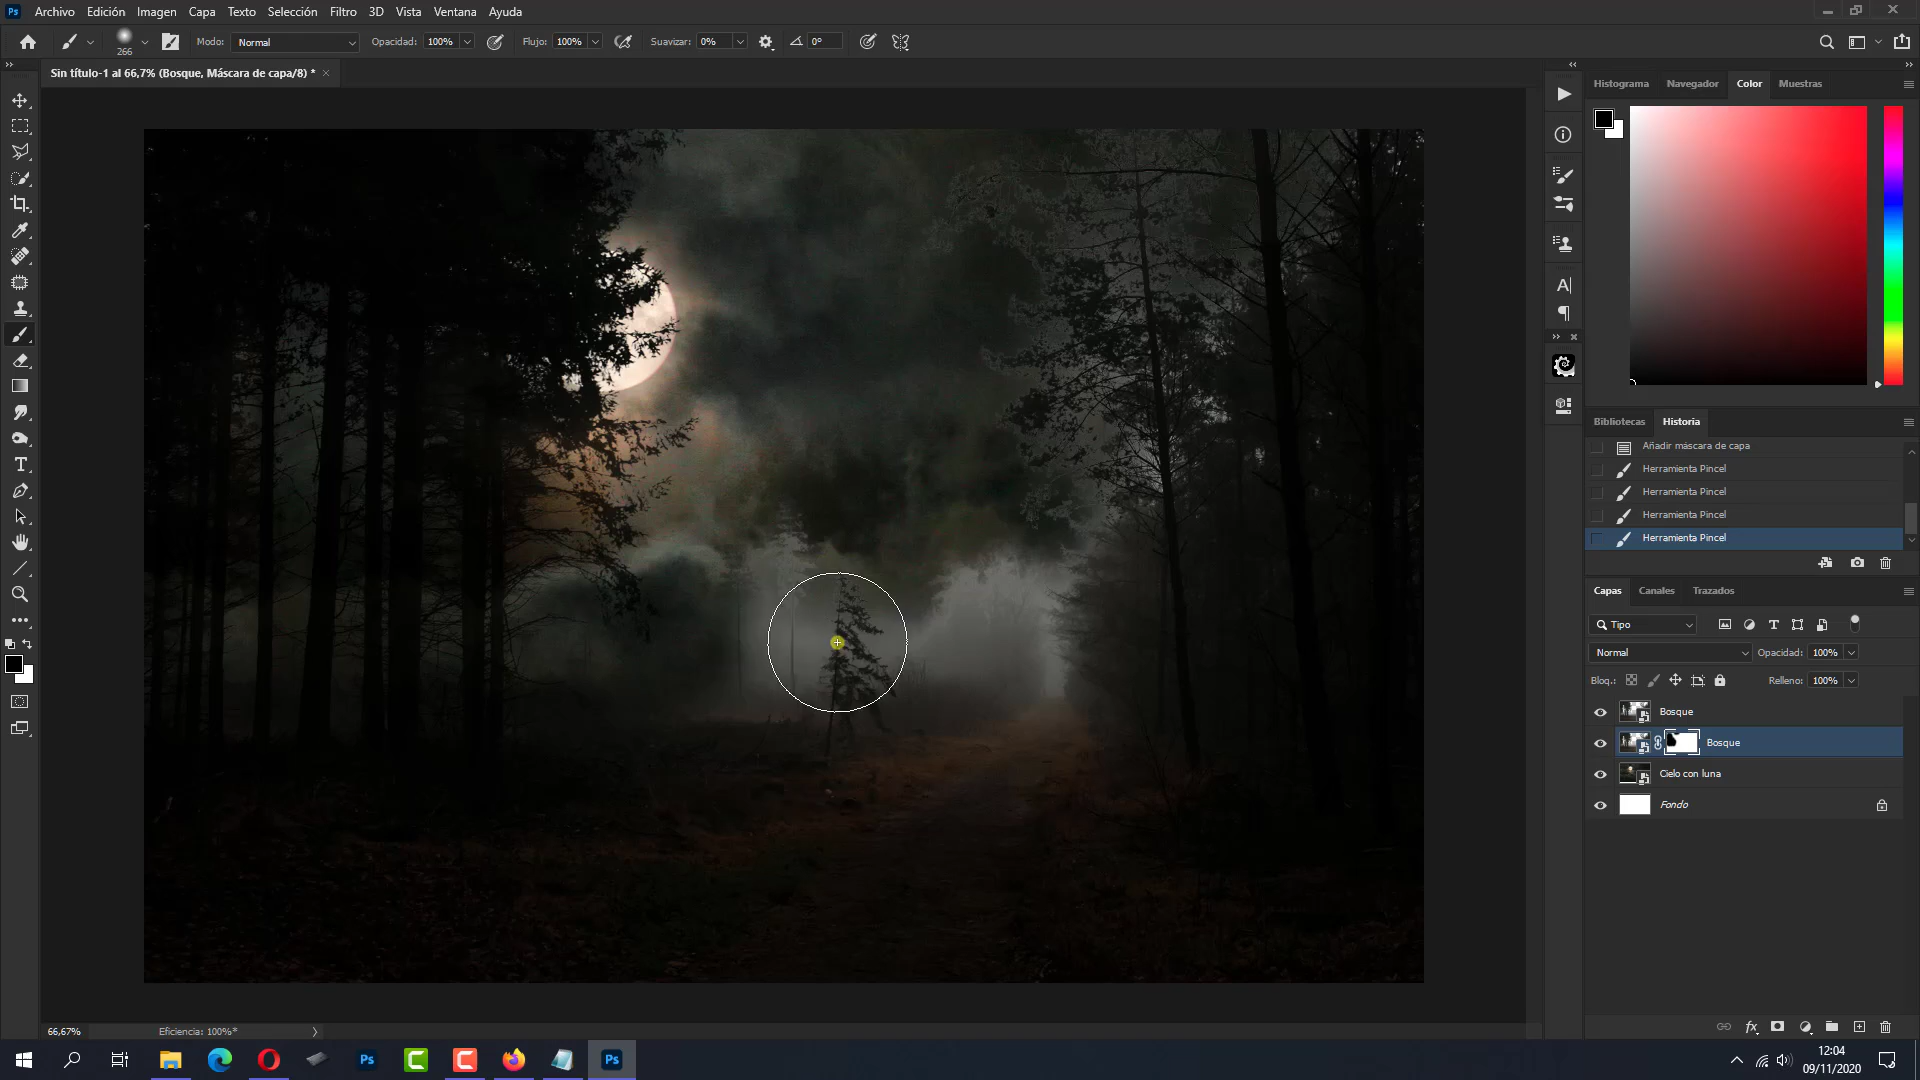 Ps Archivo Edición Imagen Capa Texto Selección Filtro 3D Vista Ventana Ayuda
266 Modo: Normal Opacidad: 100% Flujo: 100% Suavizar: 0% 0°
Sin título-1 al 66,7% (Bosque, Máscara de capa/8) * ×
Histograma Navegador Color Muestras
Bibliotecas Historia
Añadir máscara de capa
Herramienta Pincel
Herramienta Pincel
Herramienta Pincel
Herramienta Pincel
Capas Canales Trazados
Tipo
Normal Opacidad: 100%
Bloq.: Relleno: 100%
Bosque
Bosque
Cielo con luna
Fondo
66,67% Eficiencia: 100%*
Ps C C Ps
12:04
09/11/2020